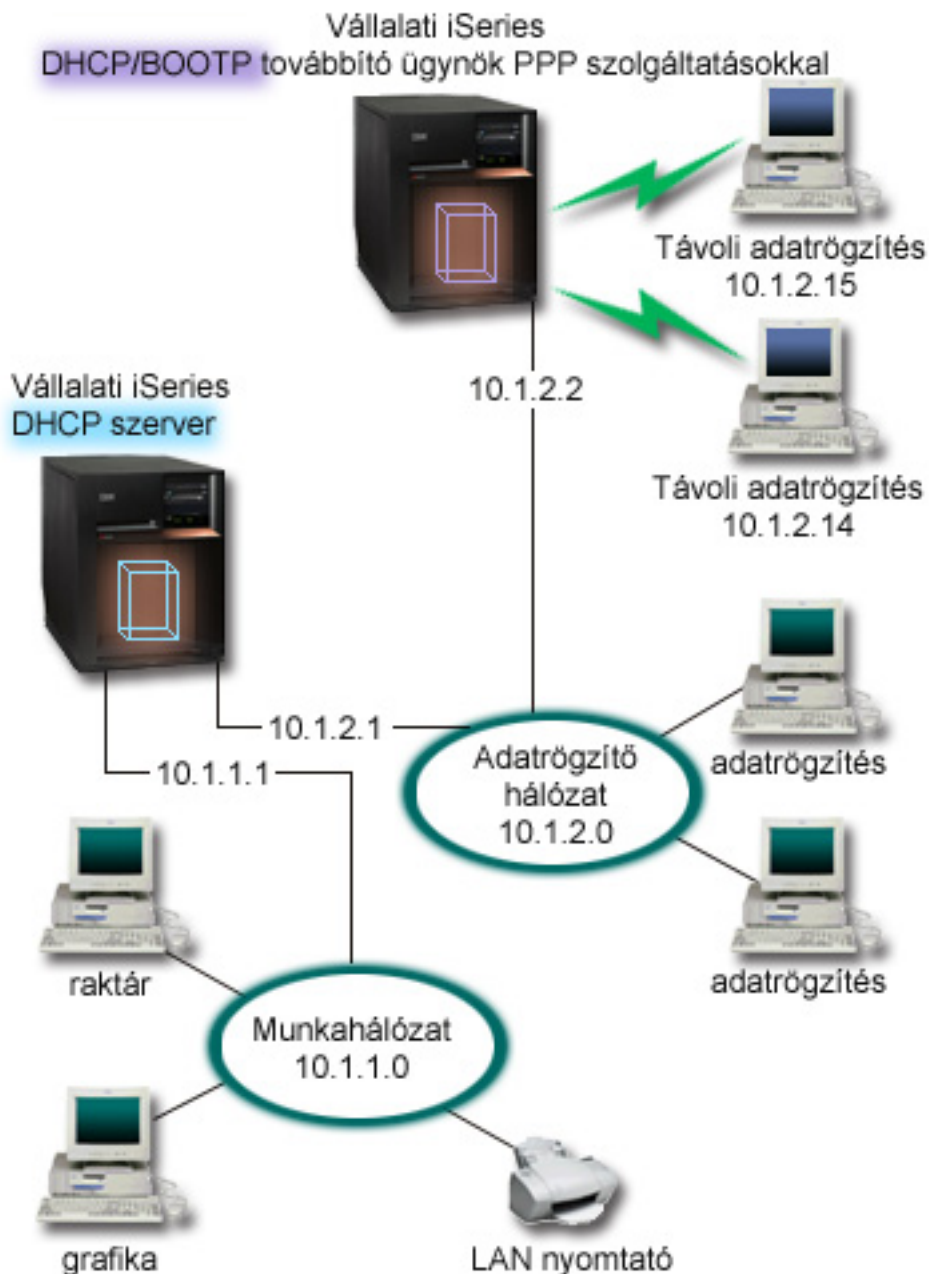 Vállalati iSeries
DHCP/BOOTP továbbító ügynök PPP szolgáltatásokkal
Távoli adatrögzítés
10.1.2.15
10.1.2.2
Vállalati iSeries
DHCP szerver
Távoli adatrögzítés
10.1.2.14
10.1.2.1
10.1.1.1
Adatrögzítő
hálózat
10.1.2.0
adatrögzítés
adatrögzítés
raktár
Munkahálózat
10.1.1.0
grafika
LAN nyomtató